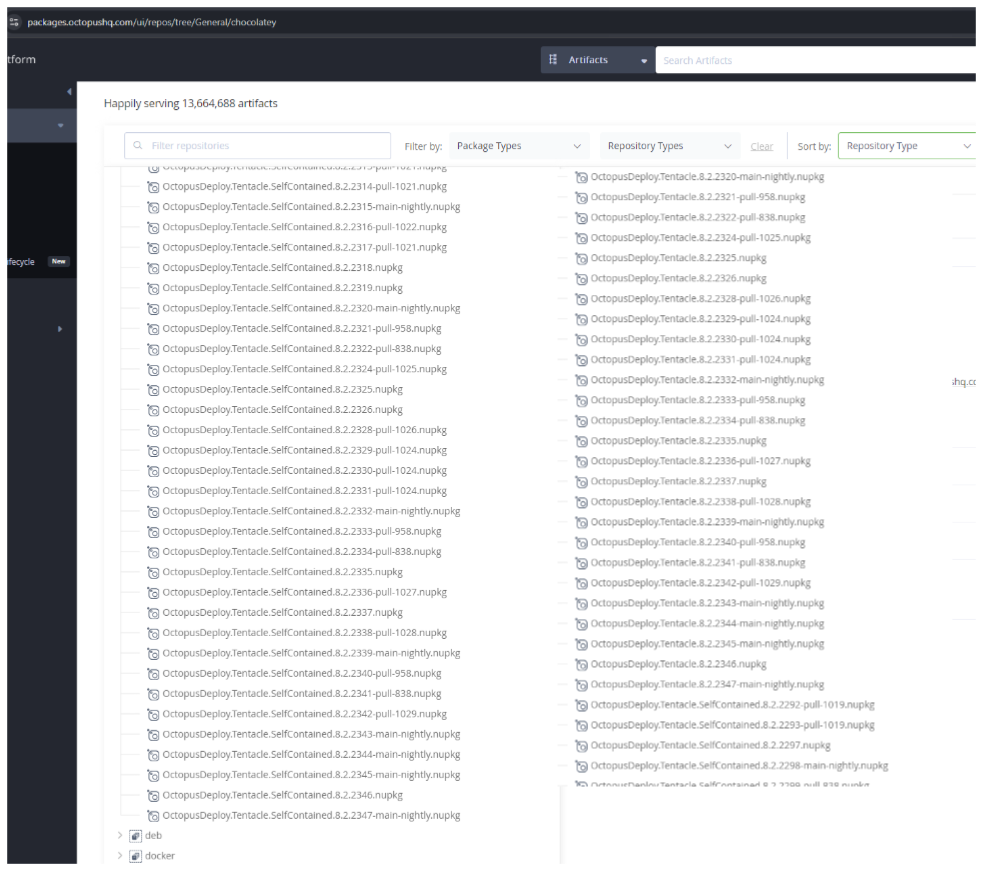 packages.octopushq.com/ui/repos/tree/General/chocolatey
tform
Artifacts
Search Artifacts
Happily serving 13,664,688 artifacts
Filter repositories
Filter by:
Package Types
Repository Types
Clear
Sort by:
Repository Type
ifecycle
New
OctopusDeploy.Tentacle.SelfContained.8.2.2313-pull-1021.nupkg
OctopusDeploy.Tentacle.SelfContained.8.2.2314-pull-1021.nupkg
OctopusDeploy.Tentacle.SelfContained.8.2.2315-main-nightly.nupkg
OctopusDeploy.Tentacle.SelfContained.8.2.2316-pull-1022.nupkg
OctopusDeploy.Tentacle.SelfContained.8.2.2317-pull-1021.nupkg
OctopusDeploy.Tentacle.SelfContained.8.2.2318.nupkg
OctopusDeploy.Tentacle.SelfContained.8.2.2319.nupkg
OctopusDeploy.Tentacle.SelfContained.8.2.2320-main-nightly.nupkg
OctopusDeploy.Tentacle.SelfContained.8.2.2321-pull-958.nupkg
OctopusDeploy.Tentacle.SelfContained.8.2.2322-pull-838.nupkg
OctopusDeploy.Tentacle.SelfContained.8.2.2324-pull-1025.nupkg
OctopusDeploy.Tentacle.SelfContained.8.2.2325.nupkg
OctopusDeploy.Tentacle.SelfContained.8.2.2326.nupkg
OctopusDeploy.Tentacle.SelfContained.8.2.2328-pull-1026.nupkg
OctopusDeploy.Tentacle.SelfContained.8.2.2329-pull-1024.nupkg
OctopusDeploy.Tentacle.SelfContained.8.2.2330-pull-1024.nupkg
OctopusDeploy.Tentacle.SelfContained.8.2.2331-pull-1024.nupkg
OctopusDeploy.Tentacle.SelfContained.8.2.2332-main-nightly.nupkg
OctopusDeploy.Tentacle.SelfContained.8.2.2333-pull-958.nupkg
OctopusDeploy.Tentacle.SelfContained.8.2.2334-pull-838.nupkg
OctopusDeploy.Tentacle.SelfContained.8.2.2335.nupkg
OctopusDeploy.Tentacle.SelfContained.8.2.2336-pull-1027.nupkg
OctopusDeploy.Tentacle.SelfContained.8.2.2337.nupkg
OctopusDeploy.Tentacle.SelfContained.8.2.2338-pull-1028.nupkg
OctopusDeploy.Tentacle.SelfContained.8.2.2339-main-nightly.nupkg
OctopusDeploy.Tentacle.SelfContained.8.2.2340-pull-958.nupkg
OctopusDeploy.Tentacle.SelfContained.8.2.2341-pull-838.nupkg
OctopusDeploy.Tentacle.SelfContained.8.2.2342-pull-1029.nupkg
OctopusDeploy.Tentacle.SelfContained.8.2.2343-main-nightly.nupkg
OctopusDeploy.Tentacle.SelfContained.8.2.2344-main-nightly.nupkg
OctopusDeploy.Tentacle.SelfContained.8.2.2345-main-nightly.nupkg
OctopusDeploy.Tentacle.SelfContained.8.2.2346.nupkg
OctopusDeploy.Tentacle.SelfContained.8.2.2347-main-nightly.nupkg
deb
docker
OctopusDeploy.Tentacle.8.2.2320-main-nightly.nupkg
OctopusDeploy.Tentacle.8.2.2321-pull-958.nupkg
OctopusDeploy.Tentacle.8.2.2322-pull-838.nupkg
OctopusDeploy.Tentacle.8.2.2324-pull-1025.nupkg
OctopusDeploy.Tentacle.8.2.2325.nupkg
OctopusDeploy.Tentacle.8.2.2326.nupkg
OctopusDeploy.Tentacle.8.2.2328-pull-1026.nupkg
OctopusDeploy.Tentacle.8.2.2329-pull-1024.nupkg
OctopusDeploy.Tentacle.8.2.2330-pull-1024.nupkg
OctopusDeploy.Tentacle.8.2.2331-pull-1024.nupkg
OctopusDeploy.Tentacle.8.2.2332-main-nightly.nupkg
OctopusDeploy.Tentacle.8.2.2333-pull-958.nupkg
OctopusDeploy.Tentacle.8.2.2334-pull-838.nupkg
OctopusDeploy.Tentacle.8.2.2335.nupkg
OctopusDeploy.Tentacle.8.2.2336-pull-1027.nupkg
OctopusDeploy.Tentacle.8.2.2337.nupkg
OctopusDeploy.Tentacle.8.2.2338-pull-1028.nupkg
OctopusDeploy.Tentacle.8.2.2339-main-nightly.nupkg
OctopusDeploy.Tentacle.8.2.2340-pull-958.nupkg
OctopusDeploy.Tentacle.8.2.2341-pull-838.nupkg
OctopusDeploy.Tentacle.8.2.2342-pull-1029.nupkg
OctopusDeploy.Tentacle.8.2.2343-main-nightly.nupkg
OctopusDeploy.Tentacle.8.2.2344-main-nightly.nupkg
OctopusDeploy.Tentacle.8.2.2345-main-nightly.nupkg
OctopusDeploy.Tentacle.8.2.2346.nupkg
OctopusDeploy.Tentacle.8.2.2347-main-nightly.nupkg
OctopusDeploy.Tentacle.SelfContained.8.2.2292-pull-1019.nupkg
OctopusDeploy.Tentacle.SelfContained.8.2.2293-pull-1019.nupkg
OctopusDeploy.Tentacle.SelfContained.8.2.2297.nupkg
OctopusDeploy.Tentacle.SelfContained.8.2.2298-main-nightly.nupkg
OctopusDeploy.Tentacle.SelfContained.8.2.2299-pull-838.nupkg
shq.co